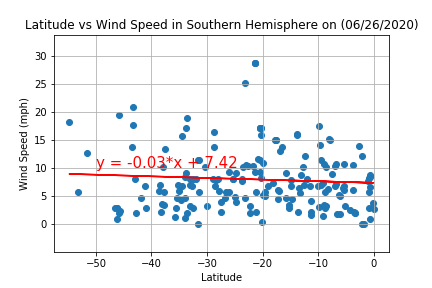 Latitude vs Wind Speed in Southern Hemisphere on (06/26/2020)
30
25
20
15
10
5
0
Wind Speed (mph)
y = -0.03*x + 7.42
−50 −40 −30 −20 −10 0
Latitude